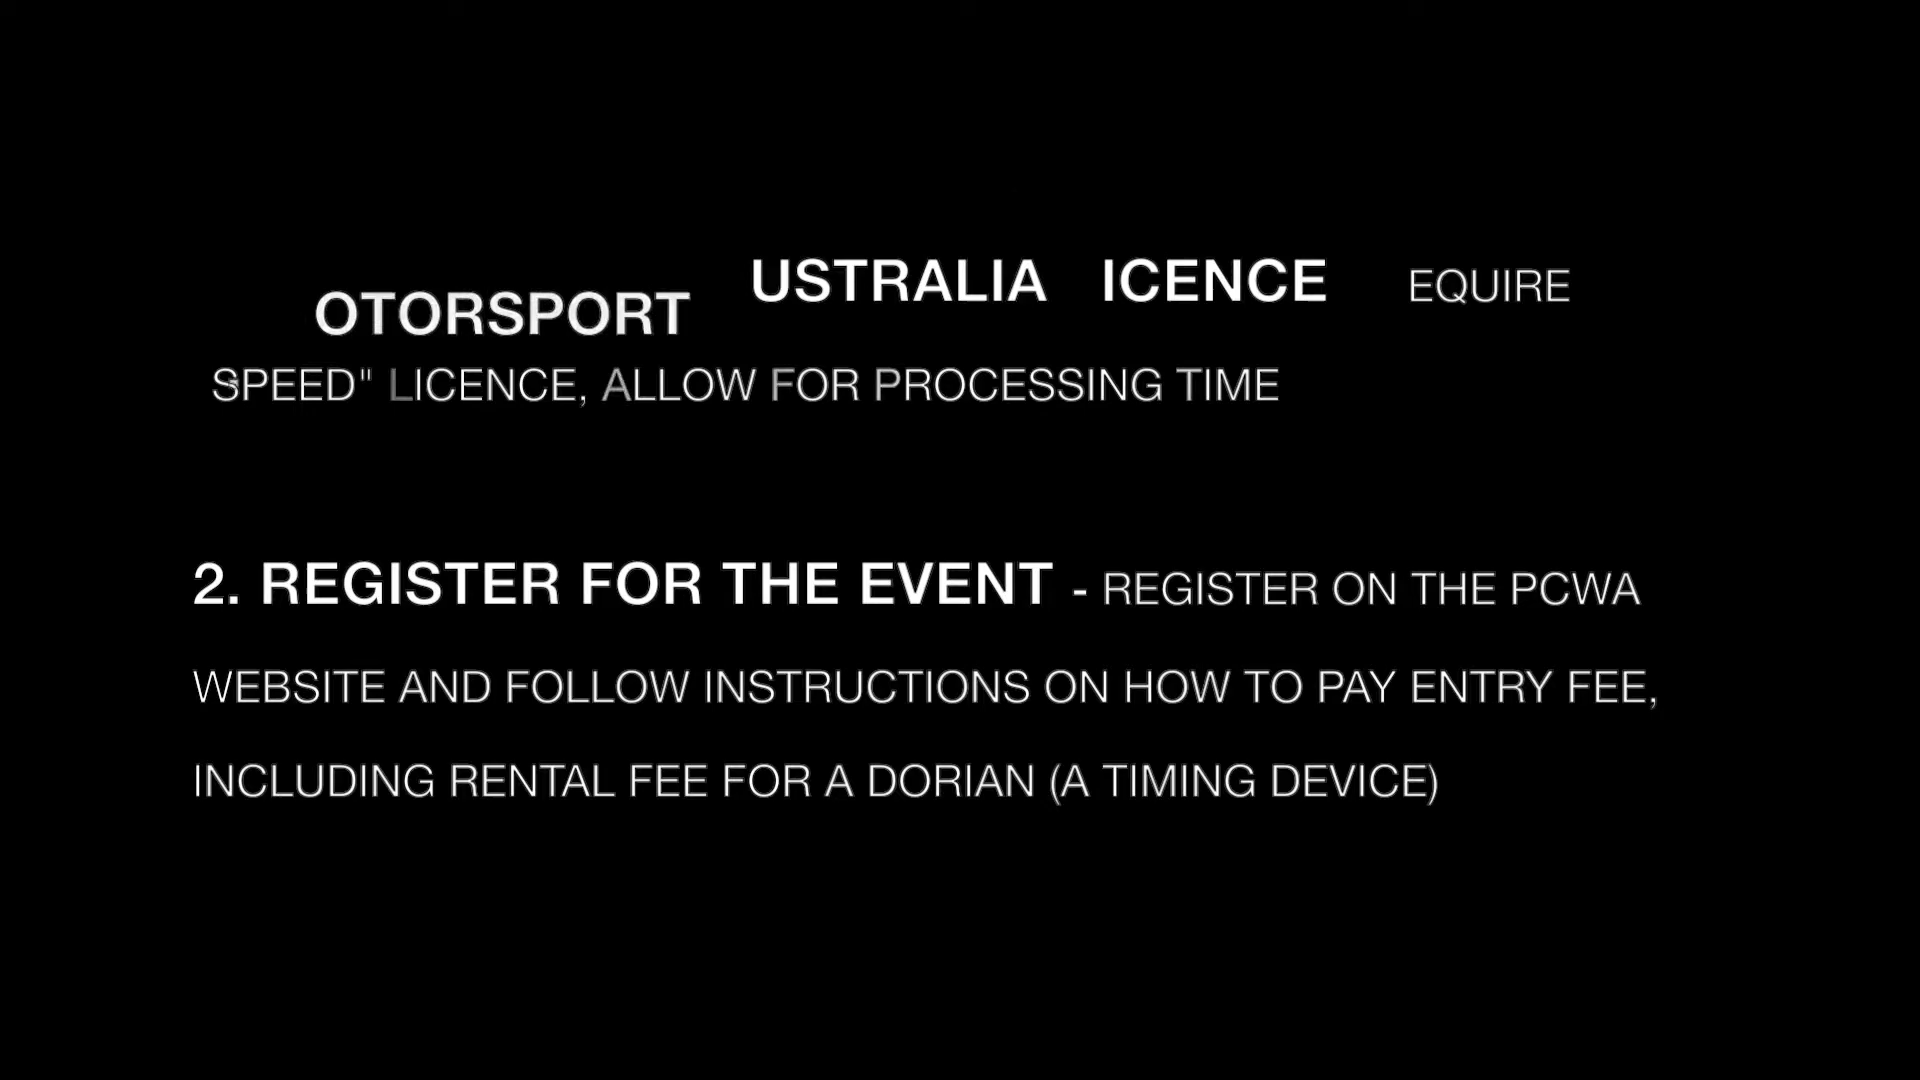 OTORSPORT USTRALIA ICENCE EQUIRE
SPEED" LICENCE, ALLOW FOR PROCESSING TIME
2. REGISTER FOR THE EVENT - REGISTER ON THE PCWA
WEBSITE AND FOLLOW INSTRUCTIONS ON HOW TO PAY ENTRY FEE,
INCLUDING RENTAL FEE FOR A DORIAN (A TIMING DEVICE)